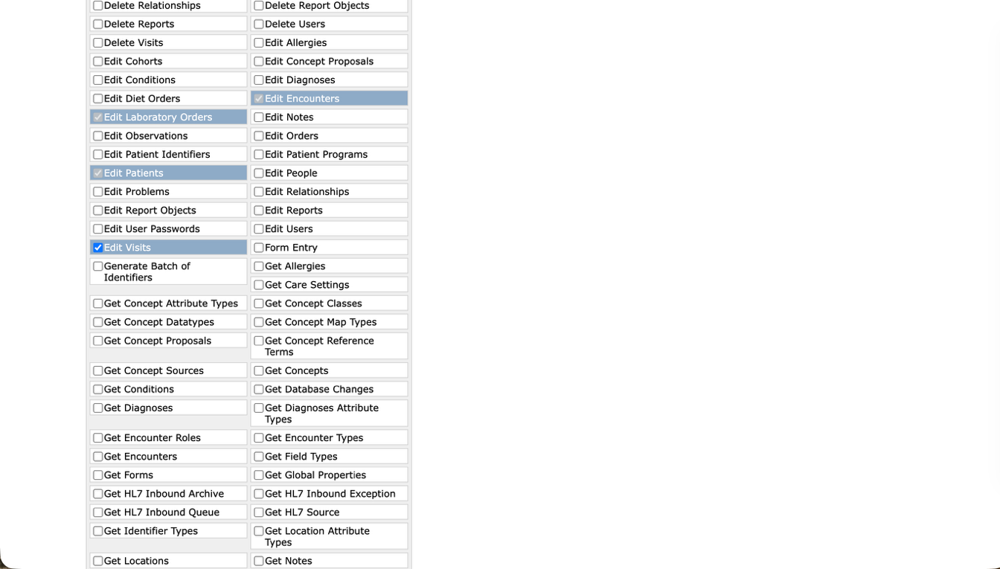 Delete Relationships
Delete Report Objects
Delete Reports
Delete Users
Delete Visits
Edit Allergies
Edit Cohorts
Edit Concept Proposals
Edit Conditions
Edit Diagnoses
Edit Diet Orders
Edit Encounters
Edit Laboratory Orders
Edit Notes
Edit Observations
Edit Orders
Edit Patient Identifiers
Edit Patient Programs
Edit Patients
Edit People
Edit Problems
Edit Relationships
Edit Report Objects
Edit Reports
Edit User Passwords
Edit Users
Edit Visits
Form Entry
Generate Batch of
Identifiers
Get Allergies
Get Care Settings
Get Concept Attribute Types
Get Concept Classes
Get Concept Datatypes
Get Concept Map Types
Get Concept Proposals
Get Concept Reference
Terms
Get Concept Sources
Get Concepts
Get Conditions
Get Database Changes
Get Diagnoses
Get Diagnoses Attribute
Types
Get Encounter Roles
Get Encounter Types
Get Encounters
Get Field Types
Get Forms
Get Global Properties
Get HL7 Inbound Archive
Get HL7 Inbound Exception
Get HL7 Inbound Queue
Get HL7 Source
Get Identifier Types
Get Location Attribute
Types
Get Locations
Get Notes